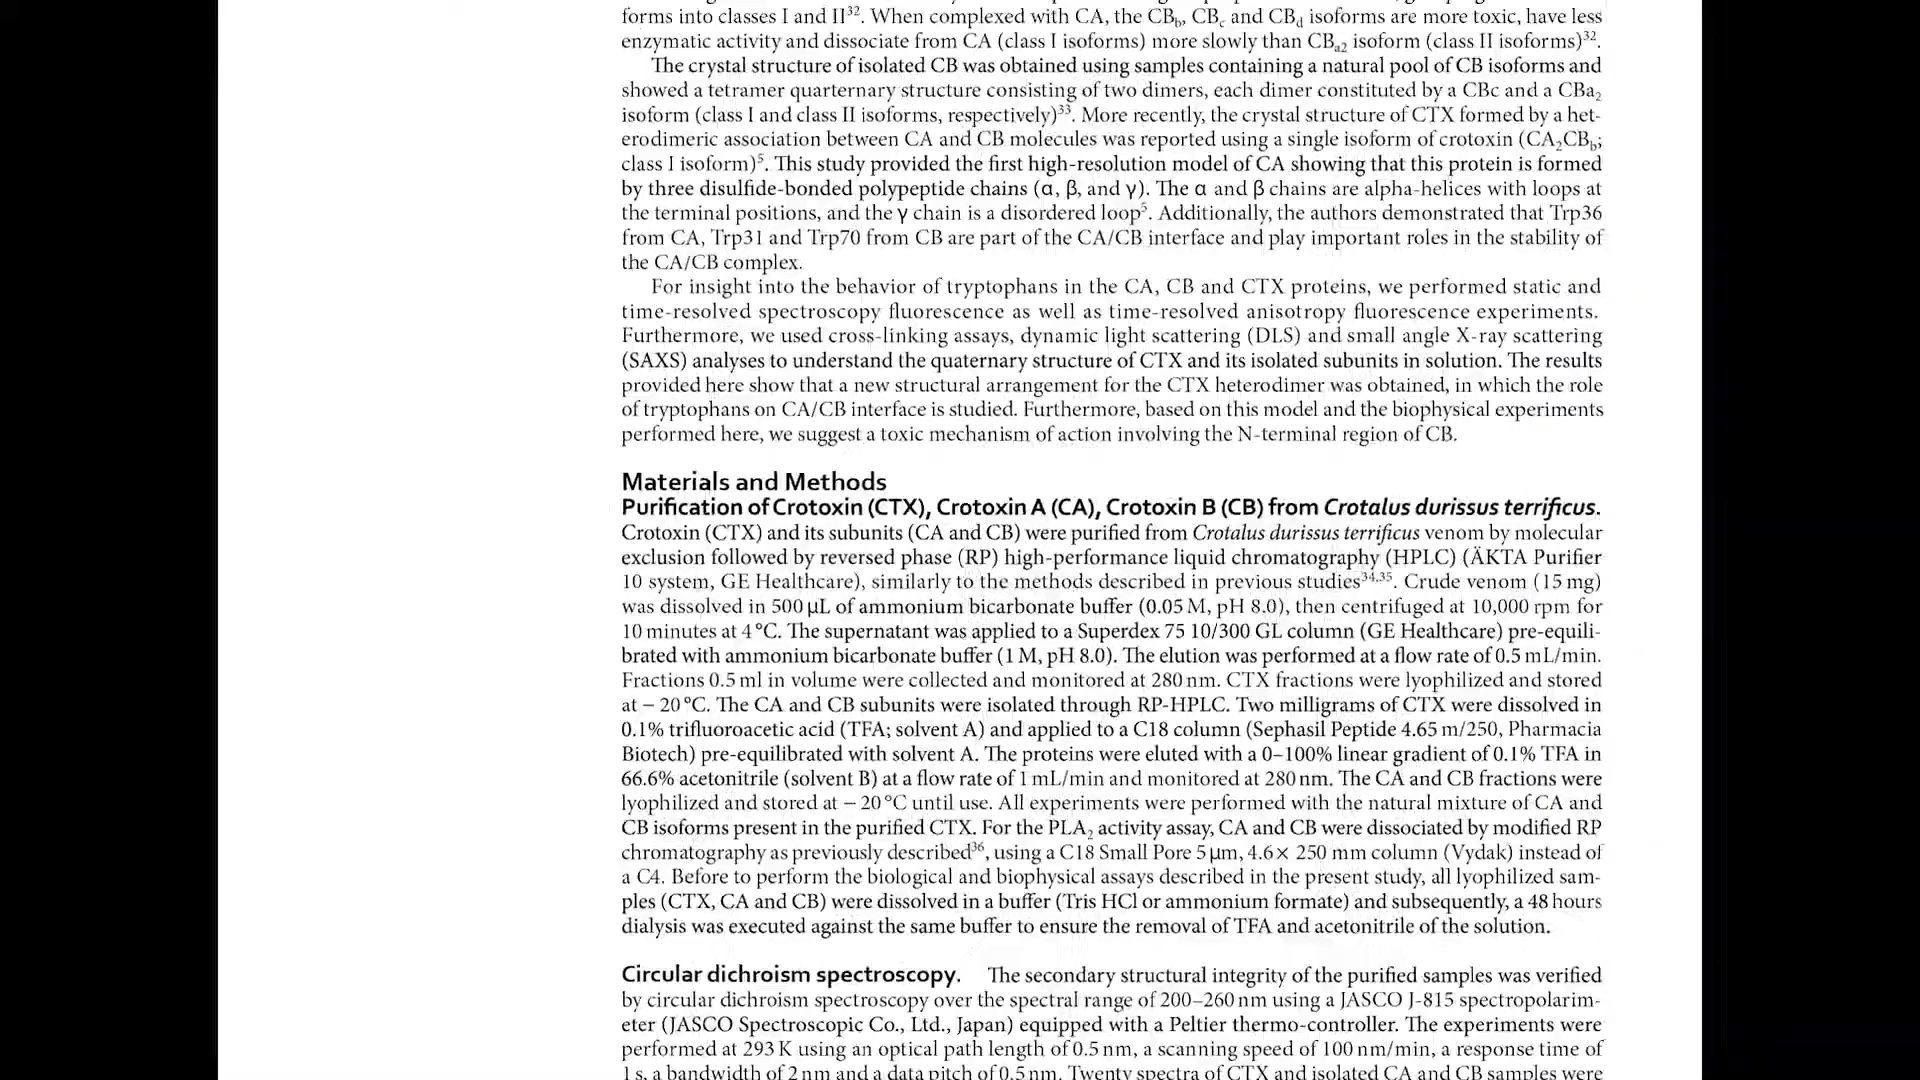 forms into classes I and II³². When complexed with CA, the CBb, CBc and CBd isoforms are more toxic, have less
enzymatic activity and dissociate from CA (class I isoforms) more slowly than CBa2 isoform (class II isoforms)³².
The crystal structure of isolated CB was obtained using samples containing a natural pool of CB isoforms and
showed a tetramer quarternary structure consisting of two dimers, each dimer constituted by a CBc and a CBa₂
isoform (class I and class II isoforms, respectively)³³. More recently, the crystal structure of CTX formed by a het-
erodimeric association between CA and CB molecules was reported using a single isoform of crotoxin (CA₂CBb;
class I isoform)⁵. This study provided the first high-resolution model of CA showing that this protein is formed
by three disulfide-bonded polypeptide chains (α, β, and γ). The α and β chains are alpha-helices with loops at
the terminal positions, and the γ chain is a disordered loop⁵. Additionally, the authors demonstrated that Trp36
from CA, Trp31 and Trp70 from CB are part of the CA/CB interface and play important roles in the stability of
the CA/CB complex.
For insight into the behavior of tryptophans in the CA, CB and CTX proteins, we performed static and
time-resolved spectroscopy fluorescence as well as time-resolved anisotropy fluorescence experiments.
Furthermore, we used cross-linking assays, dynamic light scattering (DLS) and small angle X-ray scattering
(SAXS) analyses to understand the quaternary structure of CTX and its isolated subunits in solution. The results
provided here show that a new structural arrangement for the CTX heterodimer was obtained, in which the role
of tryptophans on CA/CB interface is studied. Furthermore, based on this model and the biophysical experiments
performed here, we suggest a toxic mechanism of action involving the N-terminal region of CB.
Materials and Methods
Purification of Crotoxin (CTX), Crotoxin A (CA), Crotoxin B (CB) from Crotalus durissus terrificus.
Crotoxin (CTX) and its subunits (CA and CB) were purified from Crotalus durissus terrificus venom by molecular
exclusion followed by reversed phase (RP) high-performance liquid chromatography (HPLC) (ÄKTA Purifier
10 system, GE Healthcare), similarly to the methods described in previous studies³⁴,³⁵. Crude venom (15 mg)
was dissolved in 500 µL of ammonium bicarbonate buffer (0.05 M, pH 8.0), then centrifuged at 10,000 rpm for
10 minutes at 4 °C. The supernatant was applied to a Superdex 75 10/300 GL column (GE Healthcare) pre-equili-
brated with ammonium bicarbonate buffer (1 M, pH 8.0). The elution was performed at a flow rate of 0.5 mL/min.
Fractions 0.5 ml in volume were collected and monitored at 280 nm. CTX fractions were lyophilized and stored
at − 20 °C. The CA and CB subunits were isolated through RP-HPLC. Two milligrams of CTX were dissolved in
0.1% trifluoroacetic acid (TFA; solvent A) and applied to a C18 column (Sephasil Peptide 4.65 m/250, Pharmacia
Biotech) pre-equilibrated with solvent A. The proteins were eluted with a 0–100% linear gradient of 0.1% TFA in
66.6% acetonitrile (solvent B) at a flow rate of 1 mL/min and monitored at 280 nm. The CA and CB fractions were
lyophilized and stored at − 20 °C until use. All experiments were performed with the natural mixture of CA and
CB isoforms present in the purified CTX. For the PLA₂ activity assay, CA and CB were dissociated by modified RP
chromatography as previously described³⁶, using a C18 Small Pore 5 µm, 4.6× 250 mm column (Vydak) instead of
a C4. Before to perform the biological and biophysical assays described in the present study, all lyophilized sam-
ples (CTX, CA and CB) were dissolved in a buffer (Tris HCl or ammonium formate) and subsequently, a 48 hours
dialysis was executed against the same buffer to ensure the removal of TFA and acetonitrile of the solution.
Circular dichroism spectroscopy. The secondary structural integrity of the purified samples was verified
by circular dichroism spectroscopy over the spectral range of 200–260 nm using a JASCO J-815 spectropolarim-
eter (JASCO Spectroscopic Co., Ltd., Japan) equipped with a Peltier thermo-controller. The experiments were
performed at 293 K using an optical path length of 0.5 nm, a scanning speed of 100 nm/min, a response time of
1 s, a bandwidth of 2 nm and a data pitch of 0.5 nm. Twenty spectra of CTX and isolated CA and CB samples were